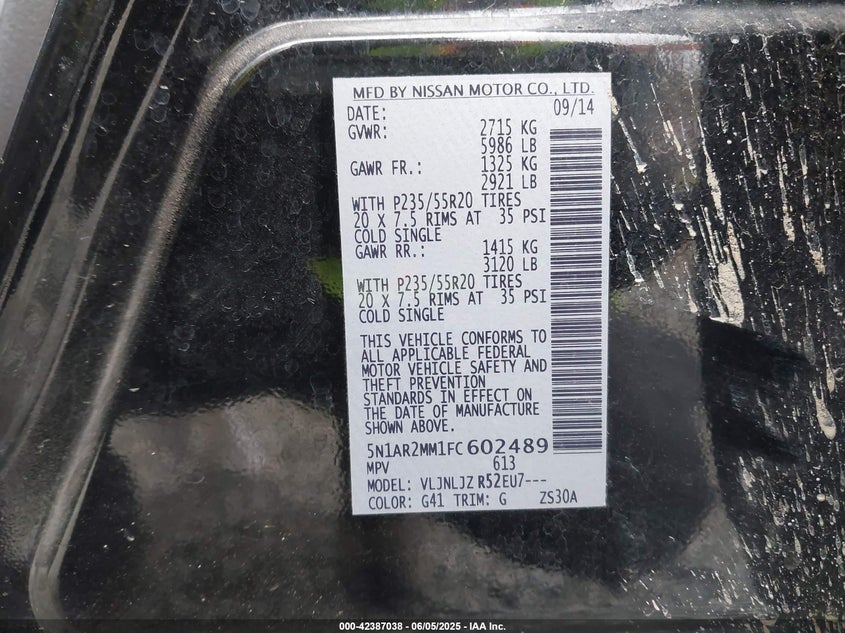 MFD BY NISSAN MOTOR CO., LTD.
DATE: 09/14
GVWR: 2715 KG
5986 LB
GAWR FR.: 1325 KG
2921 LB
WITH P235/55R20 TIRES
20 X 7.5 RIMS AT 35 PSI
COLD SINGLE
GAWR RR.: 1415 KG
3120 LB
WITH P235/55R20 TIRES
20 X 7.5 RIMS AT 35 PSI
COLD SINGLE
THIS VEHICLE CONFORMS TO
ALL APPLICABLE FEDERAL
MOTOR VEHICLE SAFETY AND
THEFT PREVENTION
STANDARDS IN EFFECT ON
THE DATE OF MANUFACTURE
SHOWN ABOVE.
5N1AR2MM1FC 602489
MPV 613
MODEL: VLJNLJZ R52EU7---
COLOR: G41 TRIM: G ZS30A
000-42387038 - 06/05/2025 - IAA Inc.